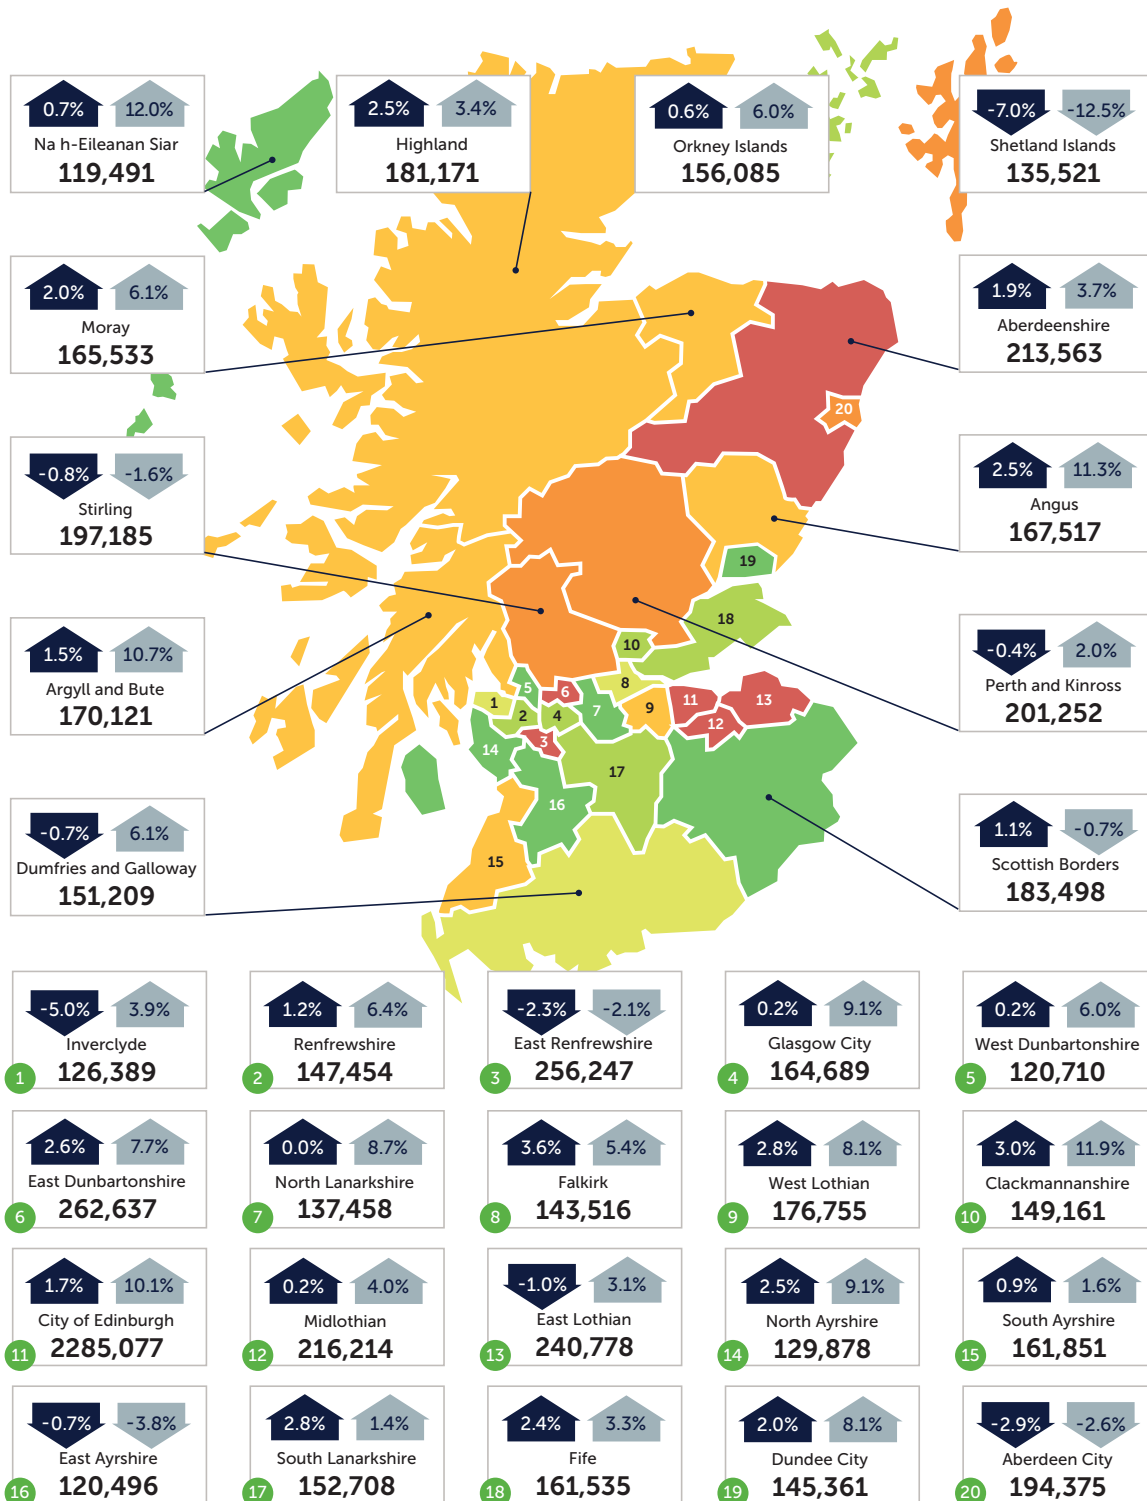 0.7% 12.0%
Na h-Eileanan Siar
119,491
2.5% 3.4%
Highland
181,171
0.6% 6.0%
Orkney Islands
156,085
-7.0% -12.5%
Shetland Islands
135,521
2.0% 6.1%
Moray
165,533
1.9% 3.7%
Aberdeenshire
213,563
20
-0.8% -1.6%
Stirling
197,185
2.5% 11.3%
Angus
167,517
19
18
10
1.5% 10.7%
Argyll and Bute
170,121
-0.4% 2.0%
Perth and Kinross
201,252
5
6
8
1
2
4
7
9
11
13
3
12
14
17
16
15
-0.7% 6.1%
Dumfries and Galloway
151,209
1.1% -0.7%
Scottish Borders
183,498
-5.0% 3.9%
Inverclyde
1 126,389
1.2% 6.4%
Renfrewshire
2 147,454
-2.3% -2.1%
East Renfrewshire
3 256,247
0.2% 9.1%
Glasgow City
4 164,689
0.2% 6.0%
West Dunbartonshire
5 120,710
2.6% 7.7%
East Dunbartonshire
6 262,637
0.0% 8.7%
North Lanarkshire
7 137,458
3.6% 5.4%
Falkirk
8 143,516
2.8% 8.1%
West Lothian
9 176,755
3.0% 11.9%
Clackmannanshire
10 149,161
1.7% 10.1%
City of Edinburgh
11 2285,077
0.2% 4.0%
Midlothian
12 216,214
-1.0% 3.1%
East Lothian
13 240,778
2.5% 9.1%
North Ayrshire
14 129,878
0.9% 1.6%
South Ayrshire
15 161,851
-0.7% -3.8%
East Ayrshire
16 120,496
2.8% 1.4%
South Lanarkshire
17 152,708
2.4% 3.3%
Fife
18 161,535
2.0% 8.1%
Dundee City
19 145,361
-2.9% -2.6%
Aberdeen City
20 194,375